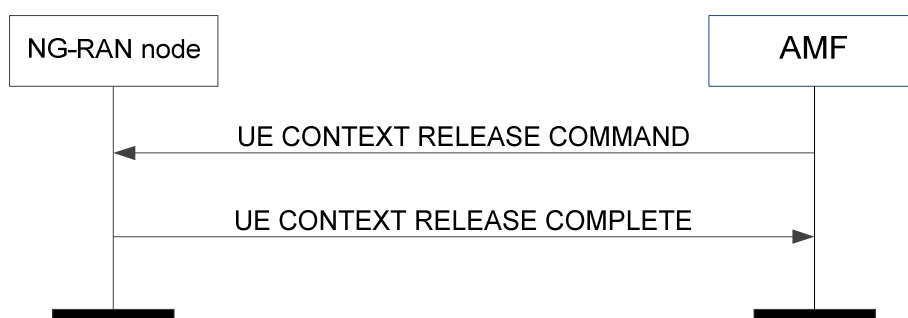 NG-RAN node
AMF
UE CONTEXT RELEASE COMMAND
UE CONTEXT RELEASE COMPLETE